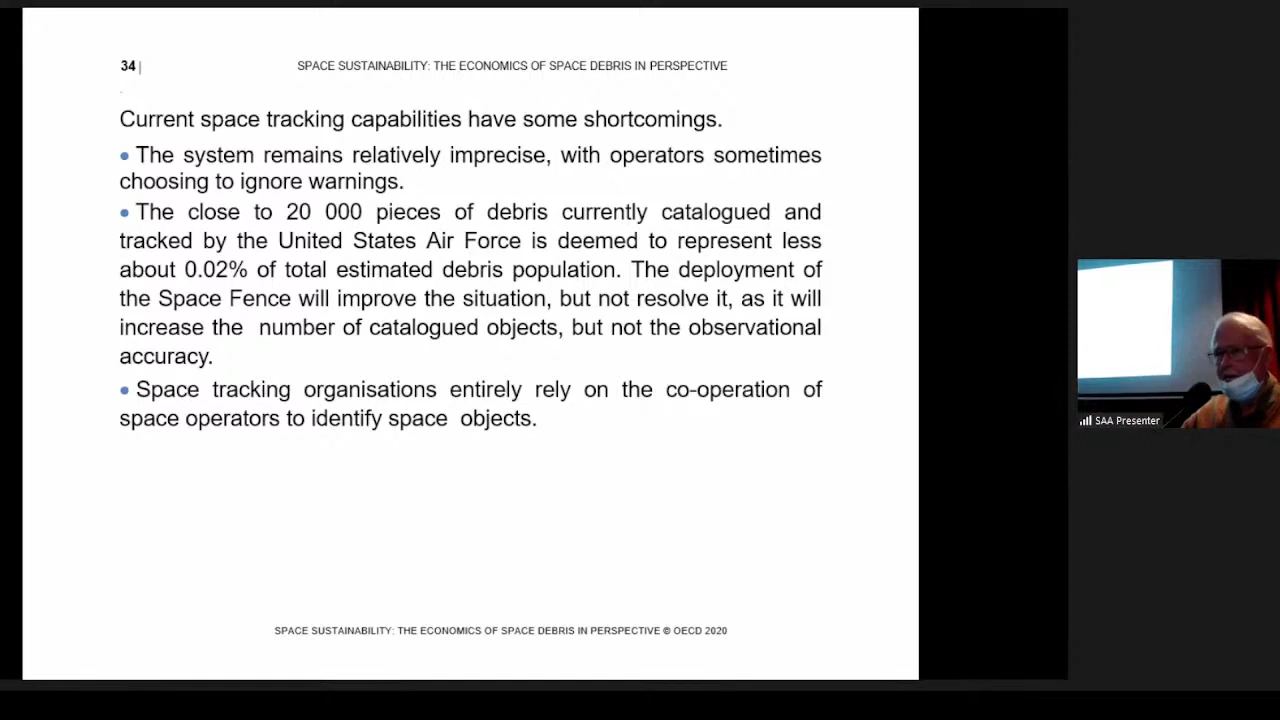 34|
SPACE SUSTAINABILITY: THE ECONOMICS OF SPACE DEBRIS IN PERSPECTIVE
Current space tracking capabilities have some shortcomings.
• The system remains relatively imprecise, with operators sometimes
choosing to ignore warnings.
• The close to 20 000 pieces of debris currently catalogued and
tracked by the United States Air Force is deemed to represent less
about 0.02% of total estimated debris population. The deployment of
the Space Fence will improve the situation, but not resolve it, as it will
increase the number of catalogued objects, but not the observational
accuracy.
• Space tracking organisations entirely rely on the co-operation of
space operators to identify space objects.
SPACE SUSTAINABILITY: THE ECONOMICS OF SPACE DEBRIS IN PERSPECTIVE © OECD 2020
SAA Presenter